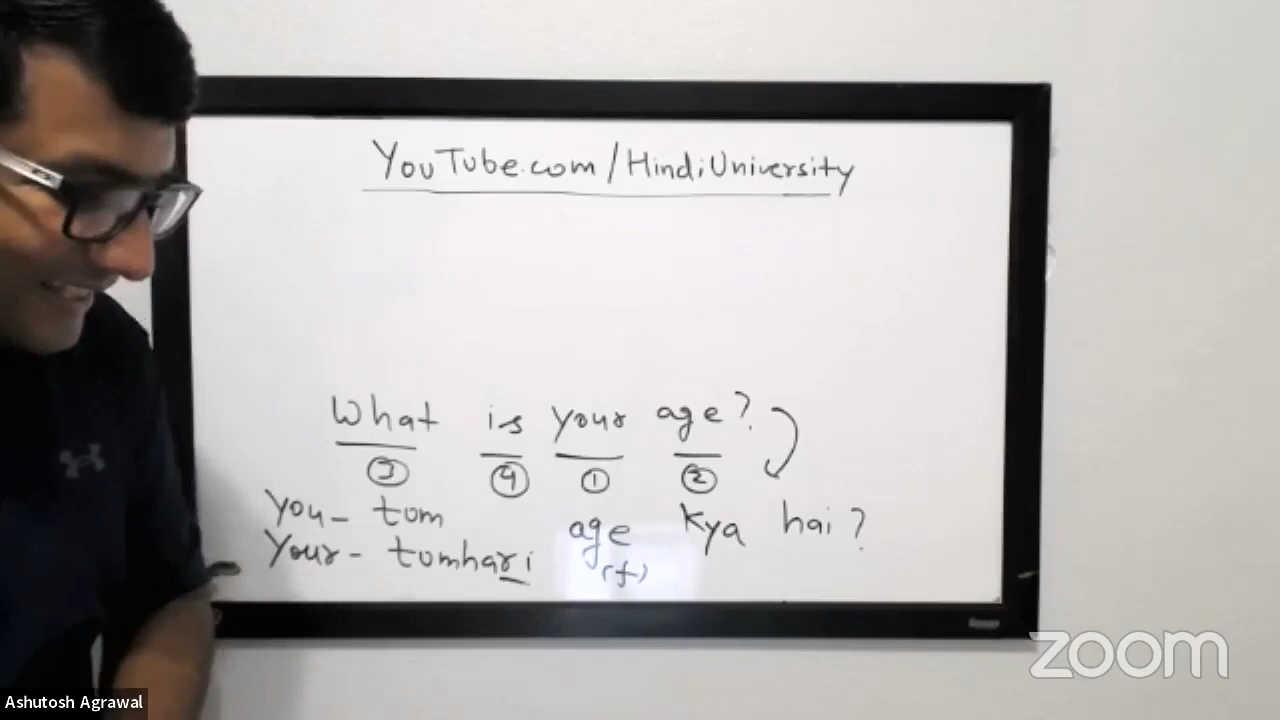 YouTube.com/HindiUniversity
What is your age?
3 4 1 2
You - tom age kya hai?
Your - tomhari (f)
zoom
Ashutosh Agrawal